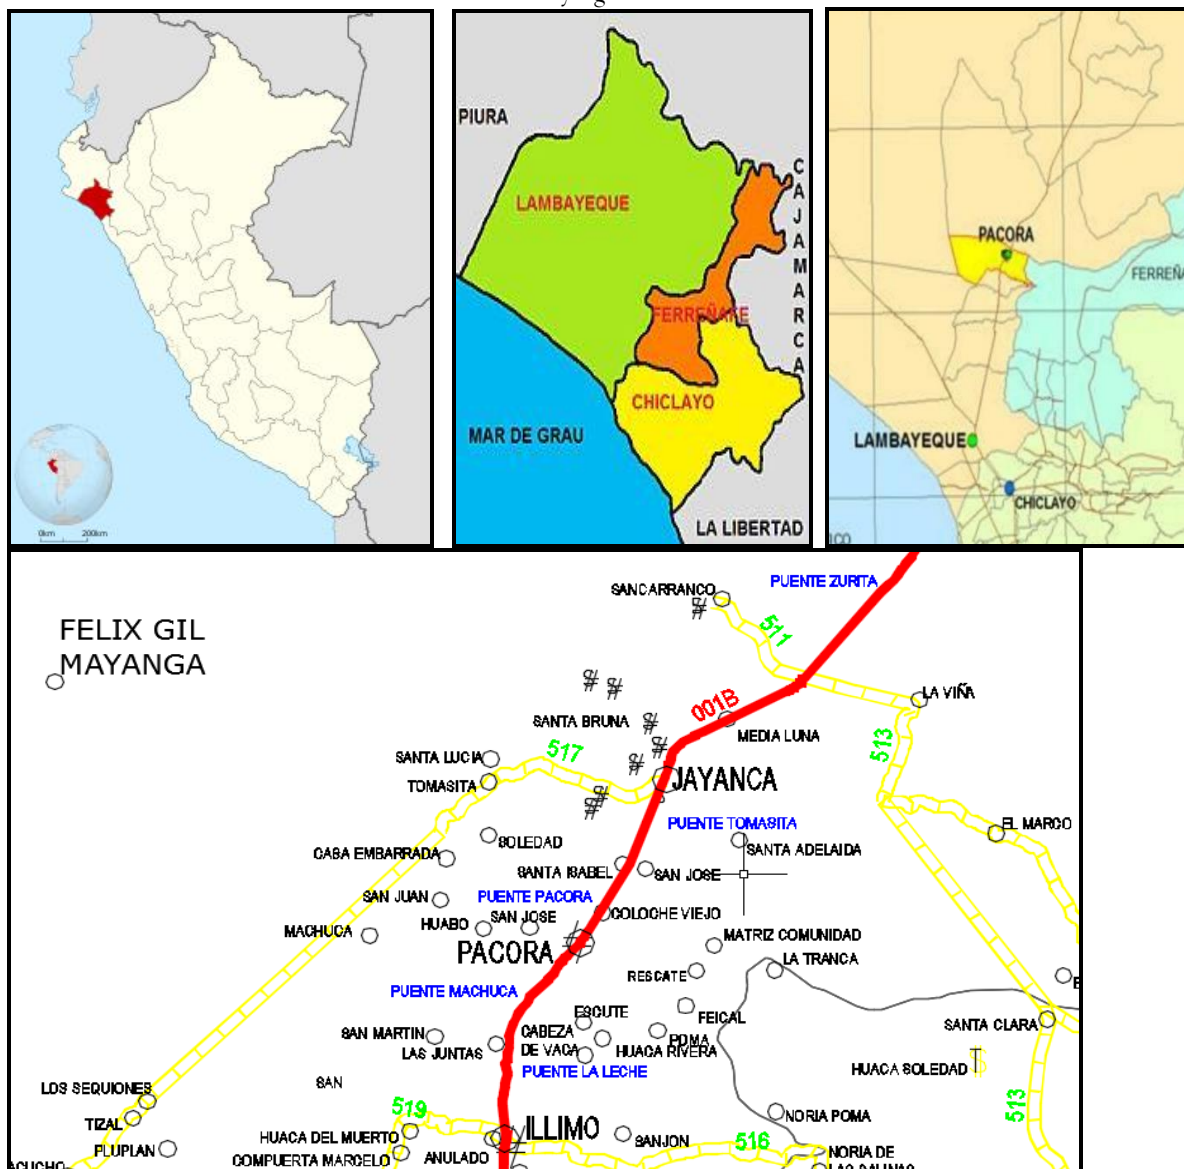 0km 200km
PIURA
LAMBAYEQUE
CAJAMARCA
FERREÑAFE
CHICLAYO
MAR DE GRAU
LA LIBERTAD
PACORA
FERREÑA
LAMBAYEQUE
CHICLAYO
FELIX GIL
MAYANGA
SANCARRANCO
PUENTE ZURITA
511
LA VIÑA
001B
SANTA BRUNA
MEDIA LUNA
513
517
SANTA LUCIA
TOMASITA
JAYANCA
PUENTE TOMASITA
EL MARCO
SOLEDAD
SANTA ADELAIDA
CASA EMBARRADA
SANTA ISABEL
SAN JOSE
SAN JUAN
PUENTE PACORA
HUABO
SAN JOSE
COLOCHE VIEJO
MACHUCA
MATRIZ COMUNIDAD
PACORA
LA TRANCA
RESCATE
PUENTE MACHUCA
ESCUTE
FEICAL
SANTA CLARA
SAN MARTIN
CABEZA
DE VACA
POMA
LAS JUNTAS
HUACA RIVERA
PUENTE LA LECHE
HUACA SOLEDAD
SAN
LOS SEQUIONES
519
513
TIZAL
NORIA POMA
ILLIMO
HUACA DEL MUERTO
SANJON
516
PLUPLAN
ANULADO
COMPUERTA MARCELO
NORIA DE
LAS SALINAS